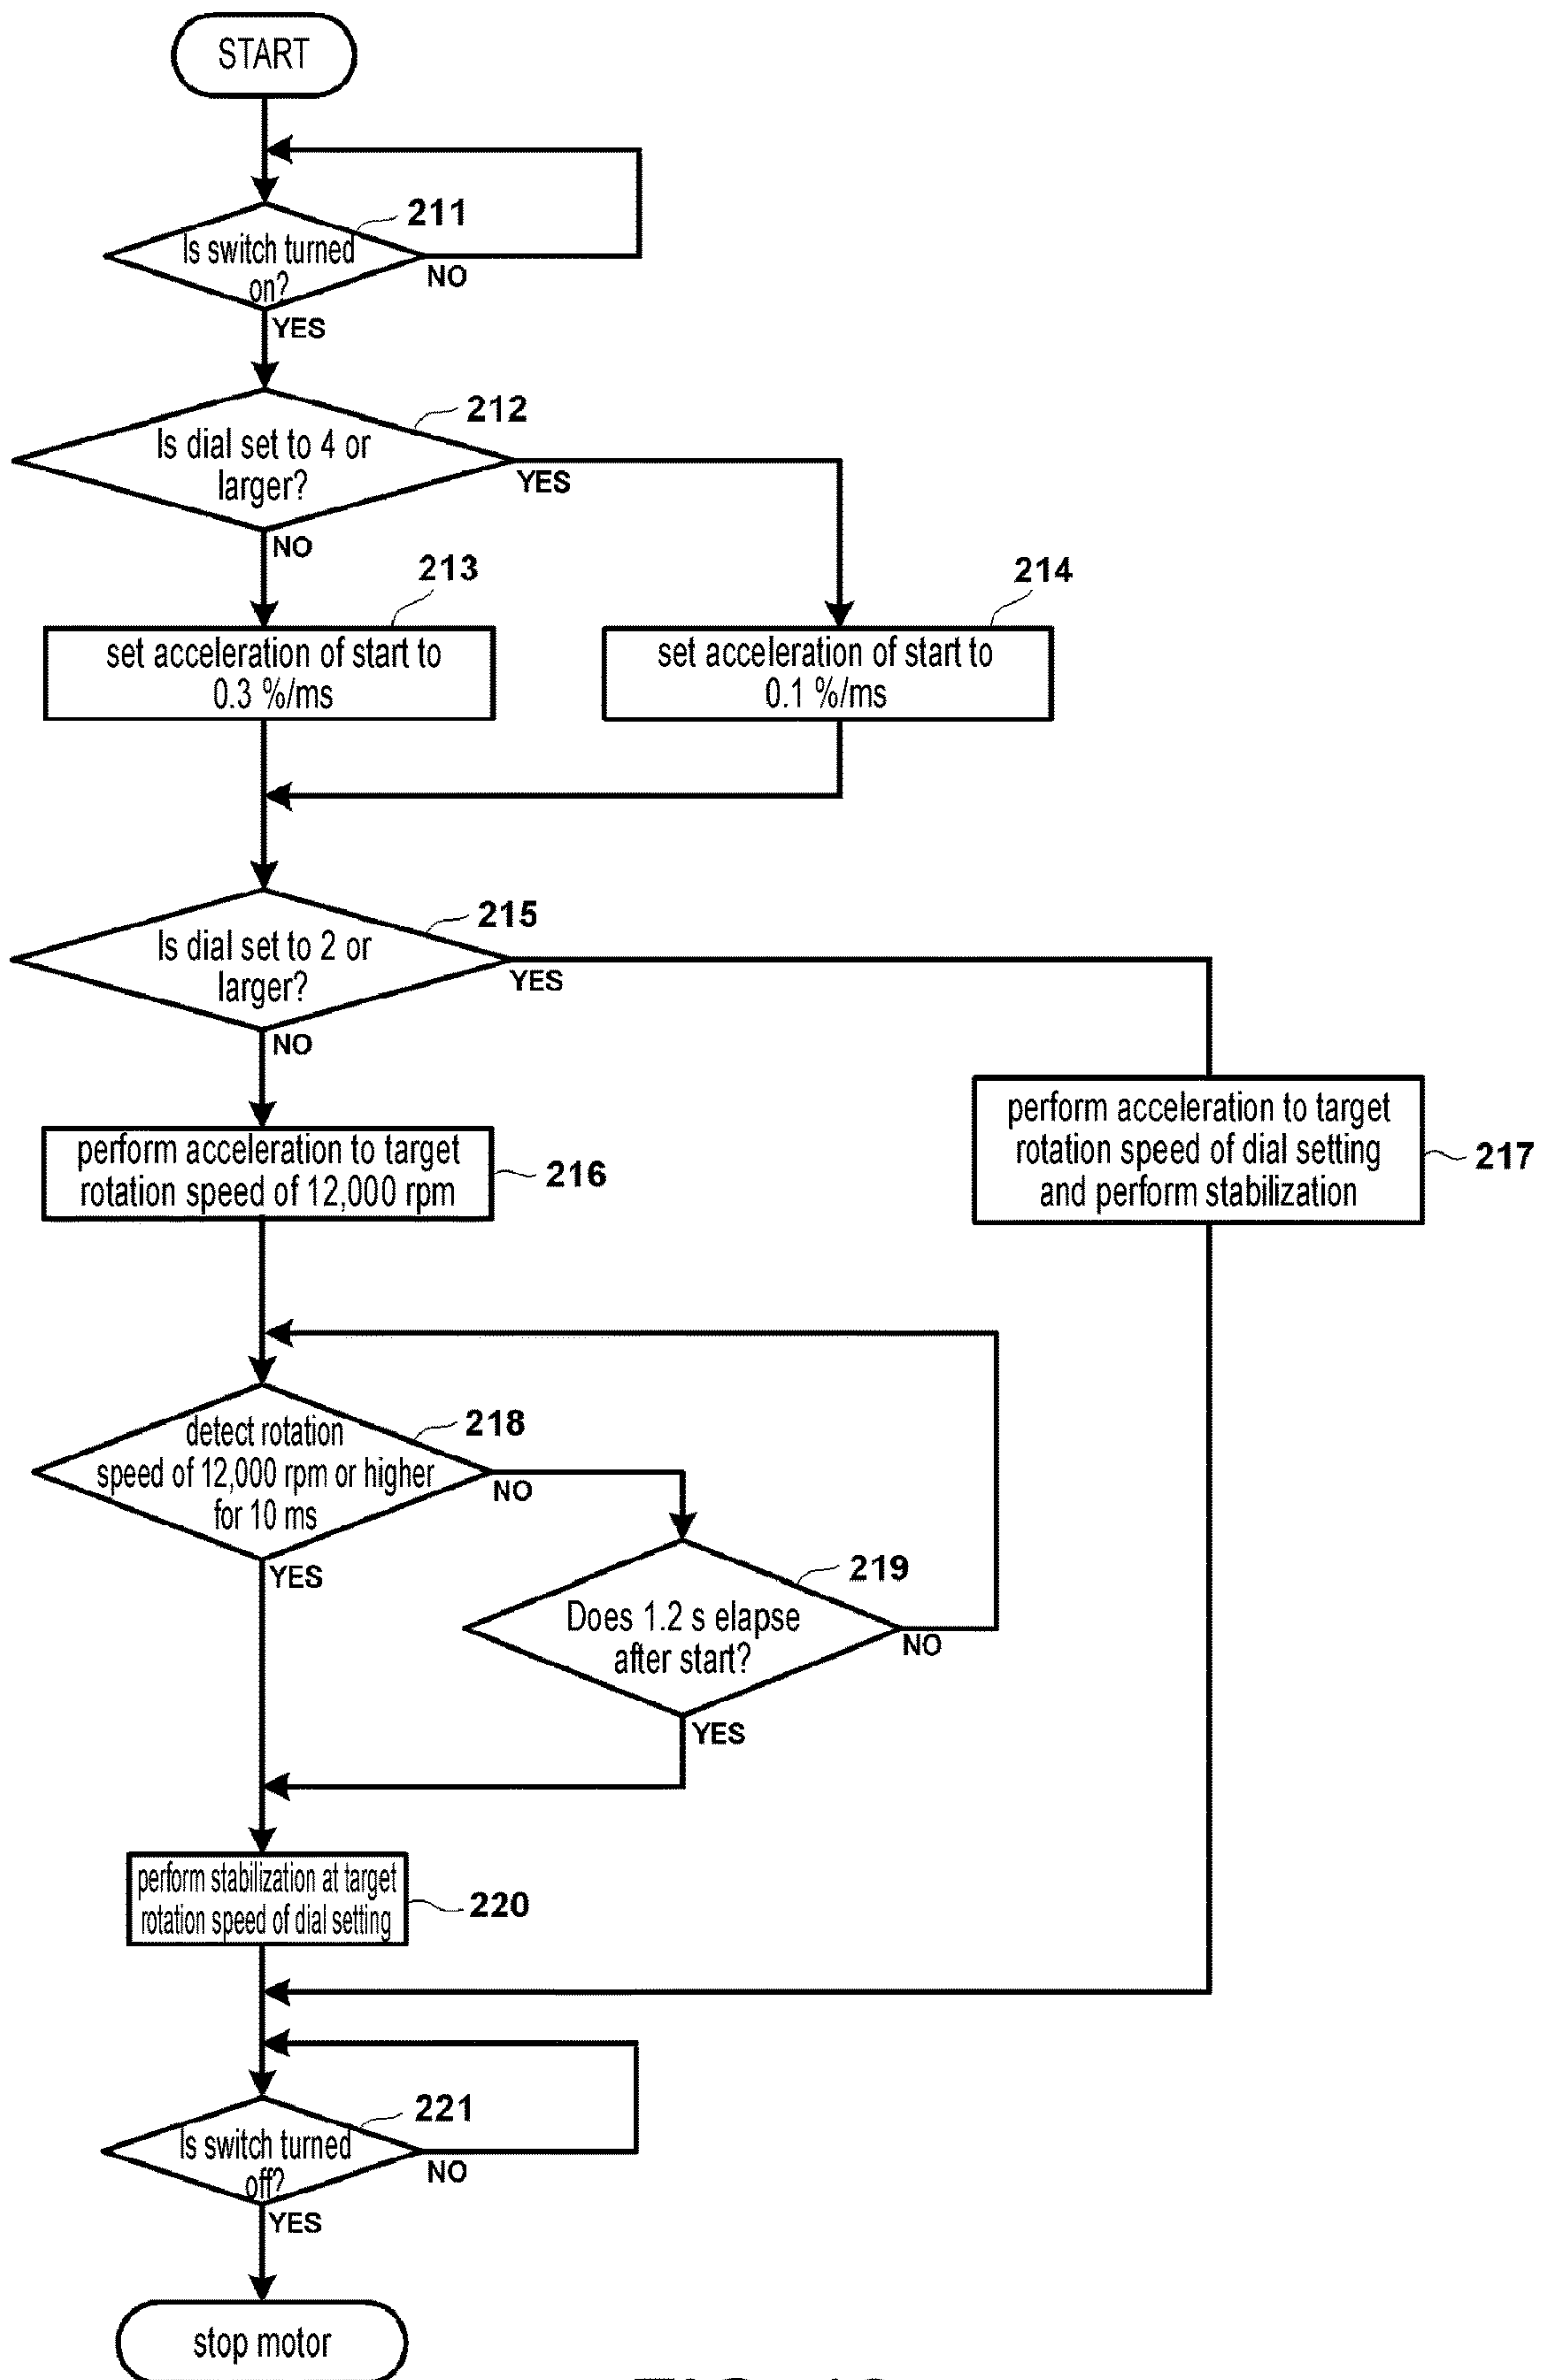 START
211
Is switch turned
on?
NO
YES
212
Is dial set to 4 or
larger?
YES
NO
213
214
set acceleration of start to
0.3 %/ms
set acceleration of start to
0.1 %/ms
215
Is dial set to 2 or
larger?
YES
NO
perform acceleration to target
rotation speed of 12,000 rpm
216
perform acceleration to target
rotation speed of dial setting
and perform stabilization
217
218
detect rotation
speed of 12,000 rpm or higher
for 10 ms
NO
YES
219
Does 1.2 s elapse
after start?
NO
YES
perform stabilization at target
rotation speed of dial setting
220
221
Is switch turned
off?
NO
YES
stop motor